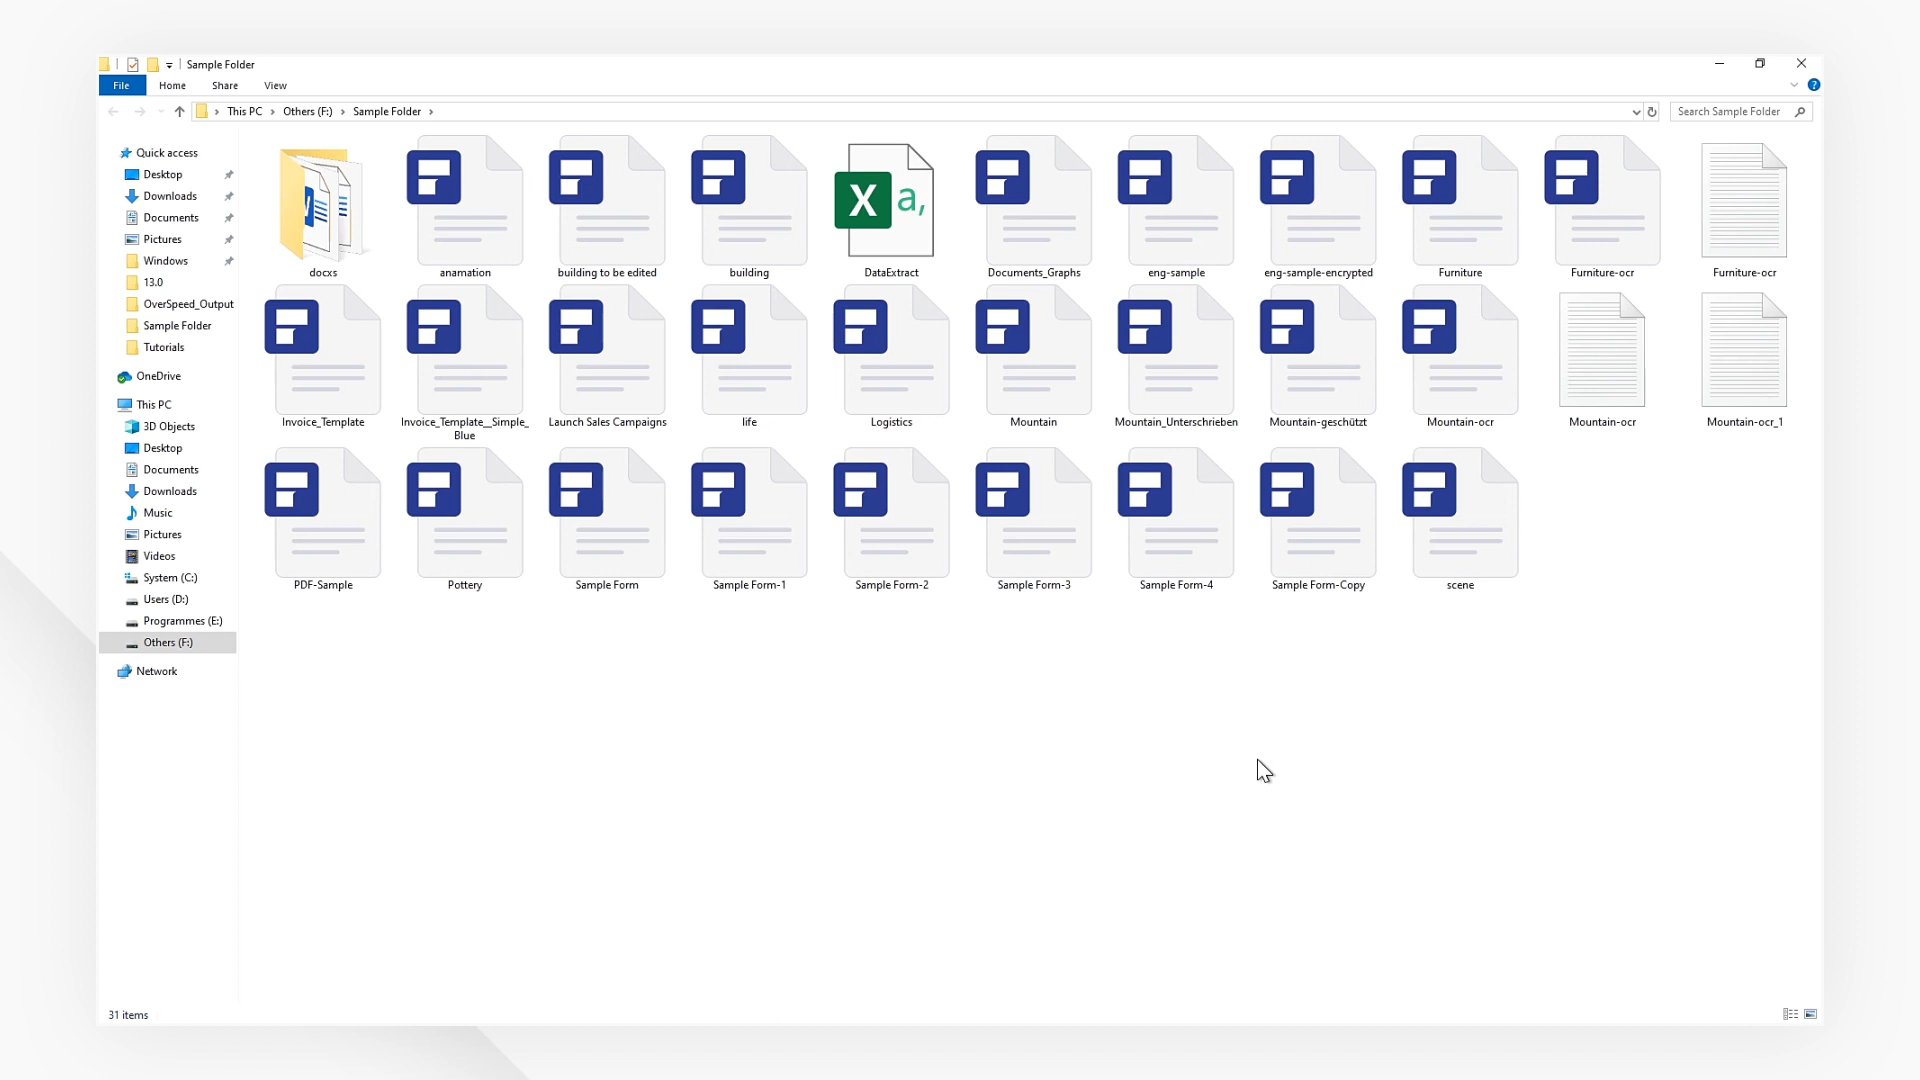 Sample Folder
File Home Share View
This PC Others (F:) Sample Folder
Search Sample Folder
Quick access
Desktop
Downloads
Documents
Pictures
Windows
13.0
OverSpeed_Output
Sample Folder
Tutorials
OneDrive
This PC
3D Objects
Desktop
Documents
Downloads
Music
Pictures
Videos
System (C:)
Users (D:)
Programmes (E:)
Others (F:)
Network
X a,
docxs anamation building to be edited building DataExtract Documents_Graphs eng-sample eng-sample-encrypted Furniture Furniture-ocr Furniture-ocr
Invoice_Template Invoice_Template__Simple_ Launch Sales Campaigns life Logistics Mountain Mountain_Unterschrieben Mountain-geschützt Mountain-ocr Mountain-ocr Mountain-ocr_1
Blue
PDF-Sample Pottery Sample Form Sample Form-1 Sample Form-2 Sample Form-3 Sample Form-4 Sample Form-Copy scene
31 items